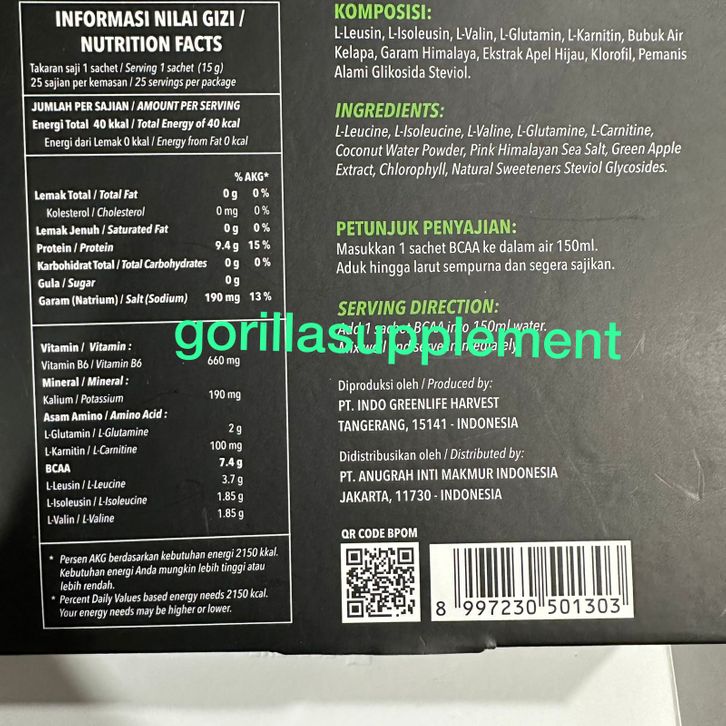 INFORMASI NILAI GIZI /
NUTRITION FACTS
Takaran saji 1 sachet / Serving 1 sachet (15 g)
25 sajian per kemasan / 25 servings per package
JUMLAH PER SAJIAN / AMOUNT PER SERVING
Energi Total 40 kkal / Total Energy of 40 kcal
Energi dari Lemak 0 kkal / Energy from Fat 0 kcal
% AKG*
Lemak Total / Total Fat 0 g 0 %
Kolesterol / Cholesterol 0 mg 0 %
Lemak Jenuh / Saturated Fat 0 g 0 %
Protein / Protein 9.4 g 15 %
Karbohidrat Total / Total Carbohydrates 0 g 0 %
Gula / Sugar 0 g
Garam (Natrium) / Salt (Sodium) 190 mg 13 %
Vitamin / Vitamin :
Vitamin B6 / Vitamin B6 660 mg
Mineral / Mineral :
Kalium / Potassium 190 mg
Asam Amino / Amino Acid :
L-Glutamin / L-Glutamine 2 g
L-Karnitin / L-Carnitine 100 mg
BCAA 7.4 g
L-Leusin / L-Leucine 3.7 g
L-Isoleusin / L-Isoleucine 1.85 g
L-Valin / L-Valine 1.85 g
* Persen AKG berdasarkan kebutuhan energi 2150 kkal.
Kebutuhan energi Anda mungkin lebih tinggi atau
lebih rendah.
* Percent Daily Values based energy needs 2150 kcal.
Your energy needs may be higher or lower.
KOMPOSISI:
L-Leusin, L-Isoleusin, L-Valin, L-Glutamin, L-Karnitin, Bubuk Air
Kelapa, Garam Himalaya, Ekstrak Apel Hijau, Klorofil, Pemanis
Alami Glikosida Steviol.
INGREDIENTS:
L-Leucine, L-Isoleucine, L-Valine, L-Glutamine, L-Carnitine,
Coconut Water Powder, Pink Himalayan Sea Salt, Green Apple
Extract, Chlorophyll, Natural Sweeteners Steviol Glycosides.
PETUNJUK PENYAJIAN:
Masukkan 1 sachet BCAA ke dalam air 150ml.
Aduk hingga larut sempurna dan segera sajikan.
SERVING DIRECTION:
Add 1 sachet BCAA into 150ml water.
Mix well and serve immediately.
gorillasupplement
Diproduksi oleh / Produced by:
PT. INDO GREENLIFE HARVEST
TANGERANG, 15141 - INDONESIA
Didistribusikan oleh / Distributed by:
PT. ANUGRAH INTI MAKMUR INDONESIA
JAKARTA, 11730 - INDONESIA
QR CODE BPOM
8 997230 501303